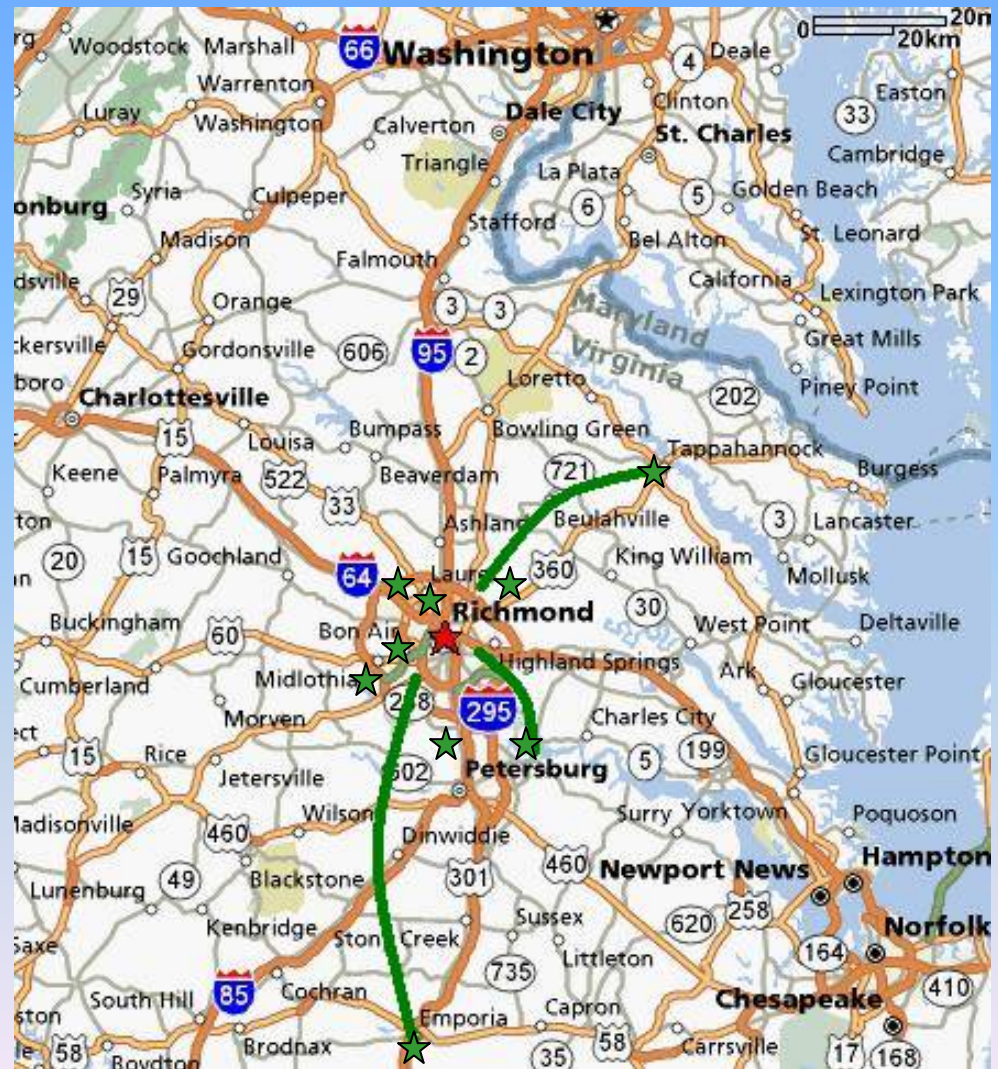 20m
0
20km
rg
Woodstock
Marshall
66
Washington
4
Deale
Warrenton
Luray
Washington
Calverton
Dale City
Clinton
33
Easton
St. Charles
Triangle
La Plata
Cambridge
Syria
Culpeper
onburg
6
5
Golden Beach
Stafford
Madison
Bel Alton
St. Leonard
Falmouth
dsville
29
Orange
3
3
California
Lexington Park
Maryland
Virginia
ckersville
Gordonsville
606
95
2
Great Mills
boro
Loretto
202
Piney Point
Charlottesville
15
Louisa
Bumpass
Bowling Green
Tappahannock
Keene
Palmyra
522
Beaverdam
721
Burgess
33
ton
Ashland
Beulahville
3
Lancaster
20
15
Goochland
King William
64
Laure
360
Mollusk
Richmond
30
Buckingham
60
Bon Air
West Point
Deltaville
Highland Springs
Cumberland
Midlothia
Ark
Gloucester
Morven
295
Charles City
ect
15
Rice
199
Gloucester Point
Jetersville
Petersburg
5
602
Wilson
Surry
Yorktown
Poquoson
Madisonville
460
Dinwiddie
Hampton
49
Blackstone
301
460
Newport News
Lunenburg
258
Kenbridge
Sussex
620
Norfolk
Saxe
Creek
Littleton
164
735
85
Cochran
410
South Hill
Capron
Chesapeake
ston
Emporia
58
Boydton
Brodnax
35
58
Carrsville
17
168